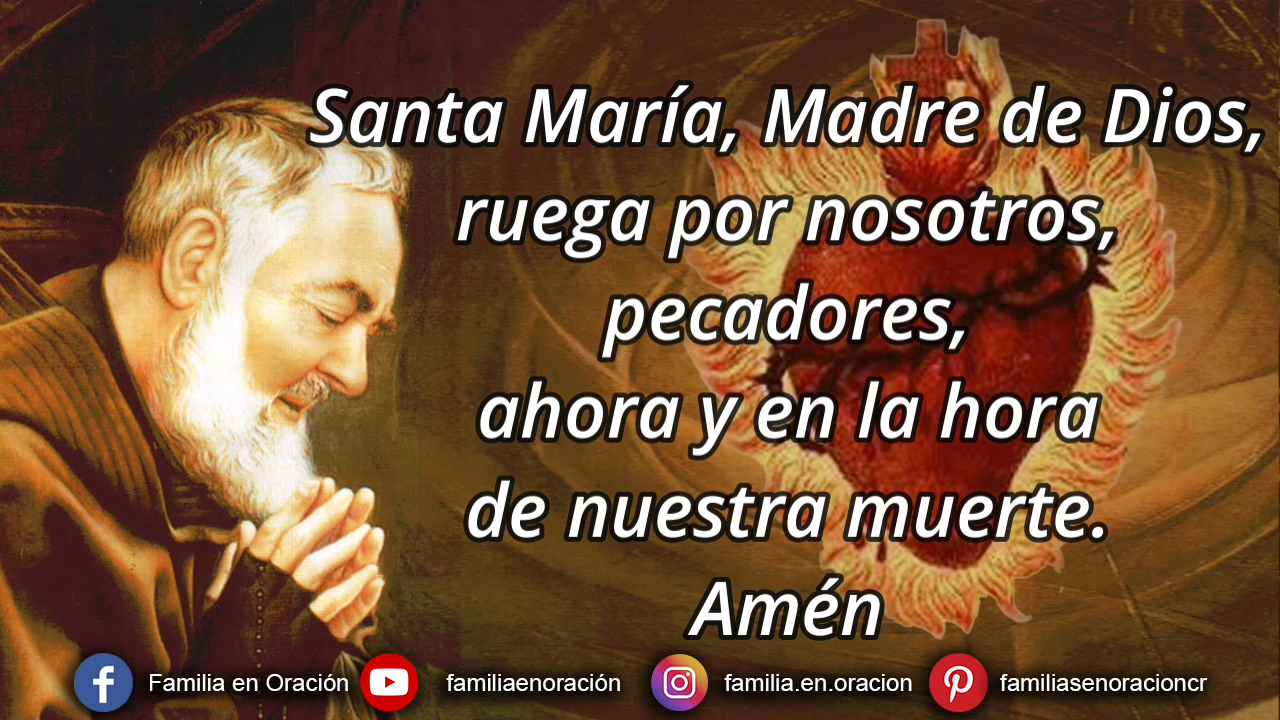 Santa María, Madre de Dios,
ruega por nosotros,
pecadores,
ahora y en la hora
de nuestra muerte.
Amén
Familia en Oración familiaenoración familia.en.oracion familiasenoracioncr